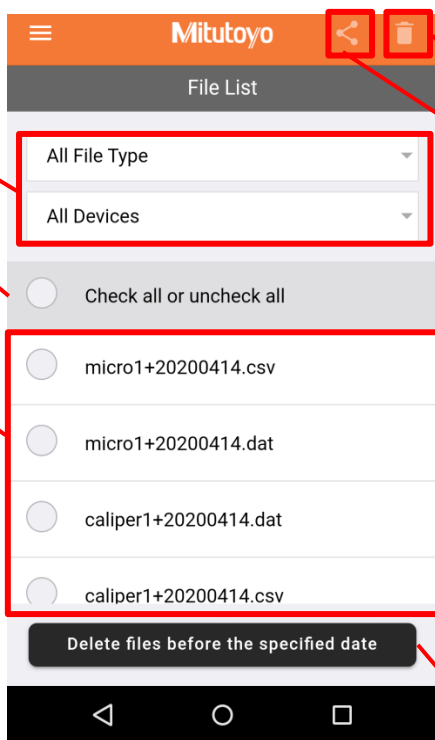 Mitutoyo
File List
All File Type
All Devices
Check all or uncheck all
micro1+20200414.csv
micro1+20200414.dat
caliper1+20200414.dat
caliper1+20200414.csv
Delete files before the specified date